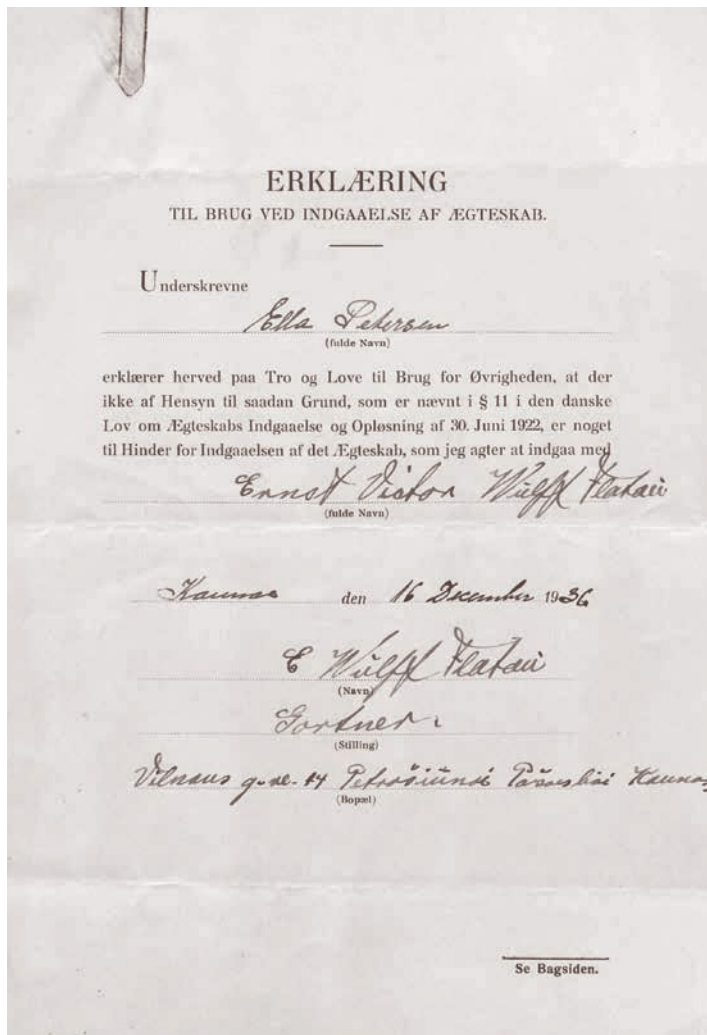 ERKLÆRING
TIL BRUG VED INDGAAELSE AF ÆGTESKAB.
Underskrevne
Ella Petersen
(fulde Navn)
erklærer herved paa Tro og Love til Brug for Øvrigheden, at der
ikke af Hensyn til saadan Grund, som er nævnt i § 11 i den danske
Lov om Ægteskabs Indgaaelse og Opløsning af 30. Juni 1922, er noget
til Hinder for Indgaaelsen af det Ægteskab, som jeg agter at indgaa med
Ernst Victor Wulff Flatau
(fulde Navn)
Kaunas den 16 December 1936
E Wulff Flatau
(Navn)
Gartner
(Stilling)
Vilnaus 14 Kaunas
(Bopæl)
Se Bagsiden.